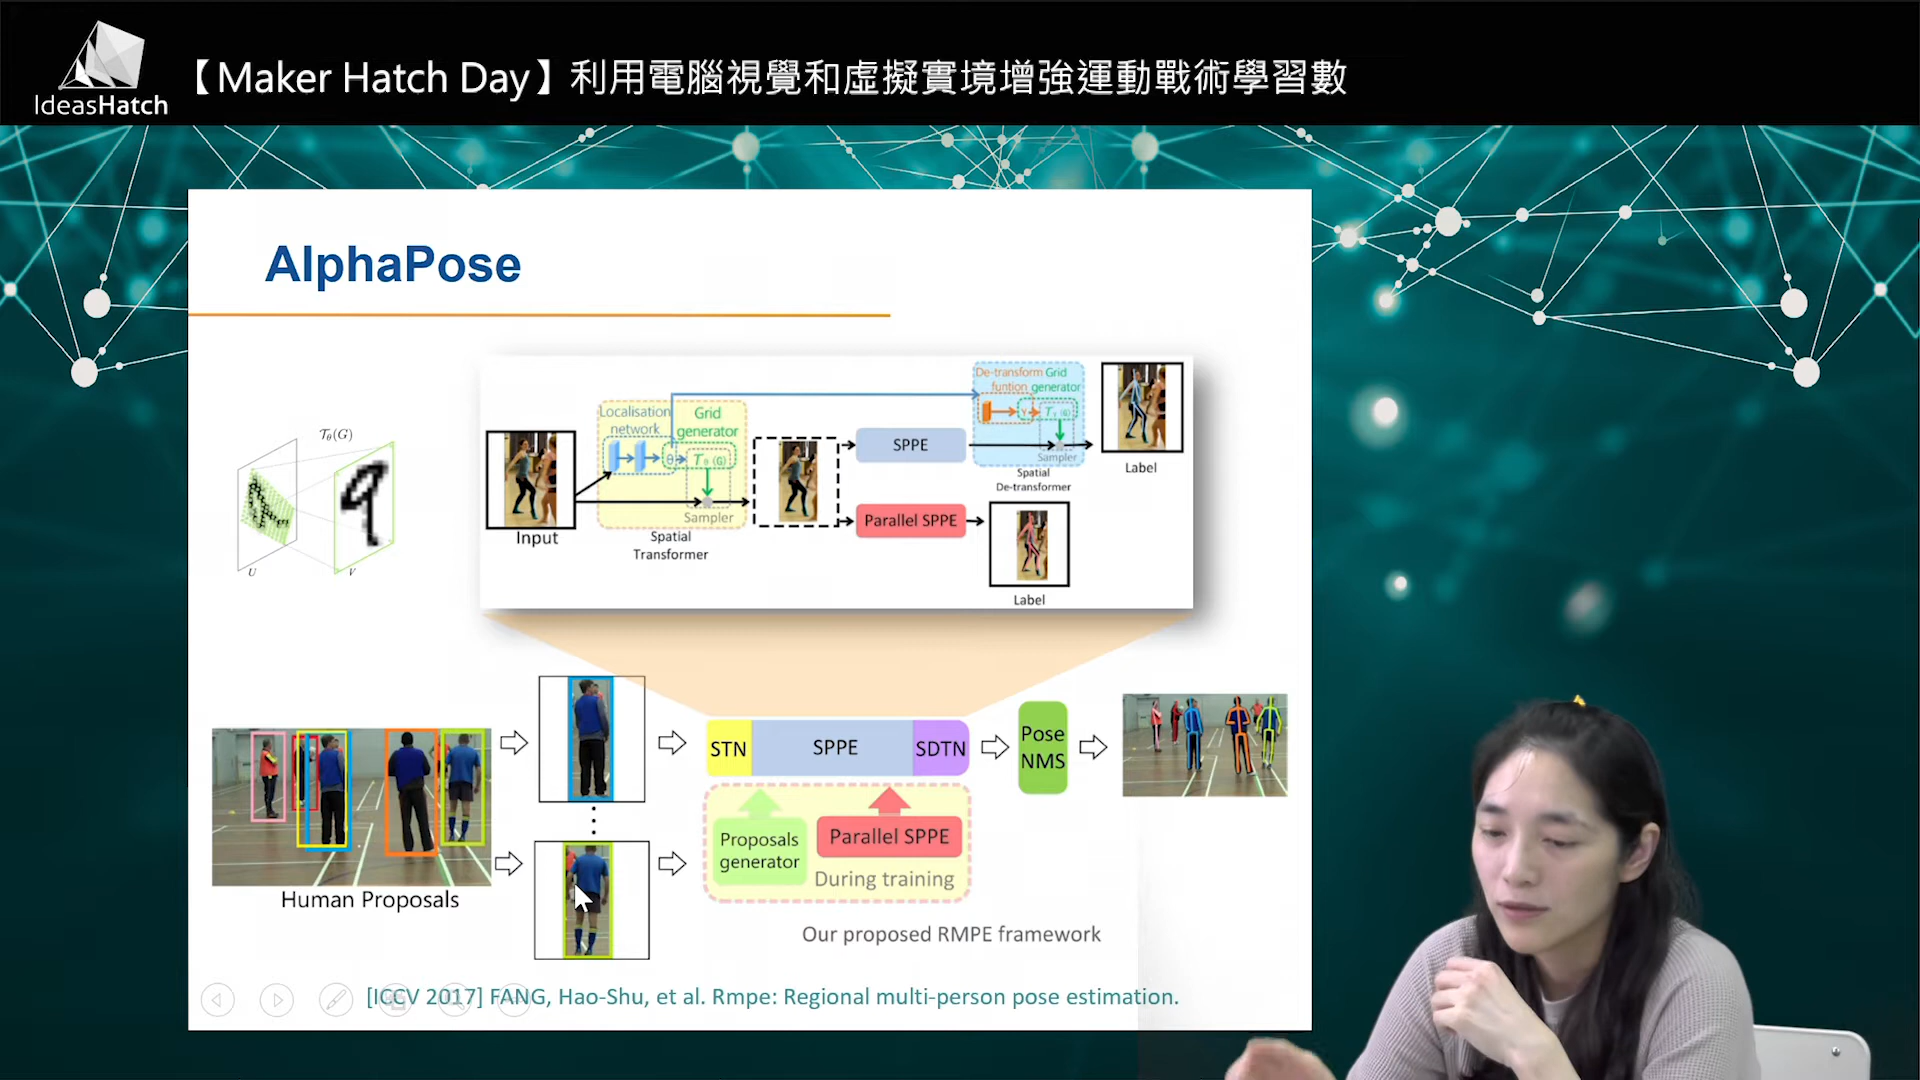 IdeasHatch
【Maker Hatch Day】利用電腦視覺和虛擬實境增強運動戰術學習數
AlphaPose
Localisation network
Grid generator
De-transform funtion
Grid generator
𝒯θ(G)
U
V
Input
θ
Tθ (G)
Sampler
Spatial Transformer
SPPE
Parallel SPPE
γ
Tγ (G)
Sampler
Spatial De-transformer
Label
Label
Human Proposals
STN
SPPE
SDTN
Pose NMS
Proposals generator
Parallel SPPE
During training
Our proposed RMPE framework
[ICCV 2017] FANG, Hao-Shu, et al. Rmpe: Regional multi-person pose estimation.